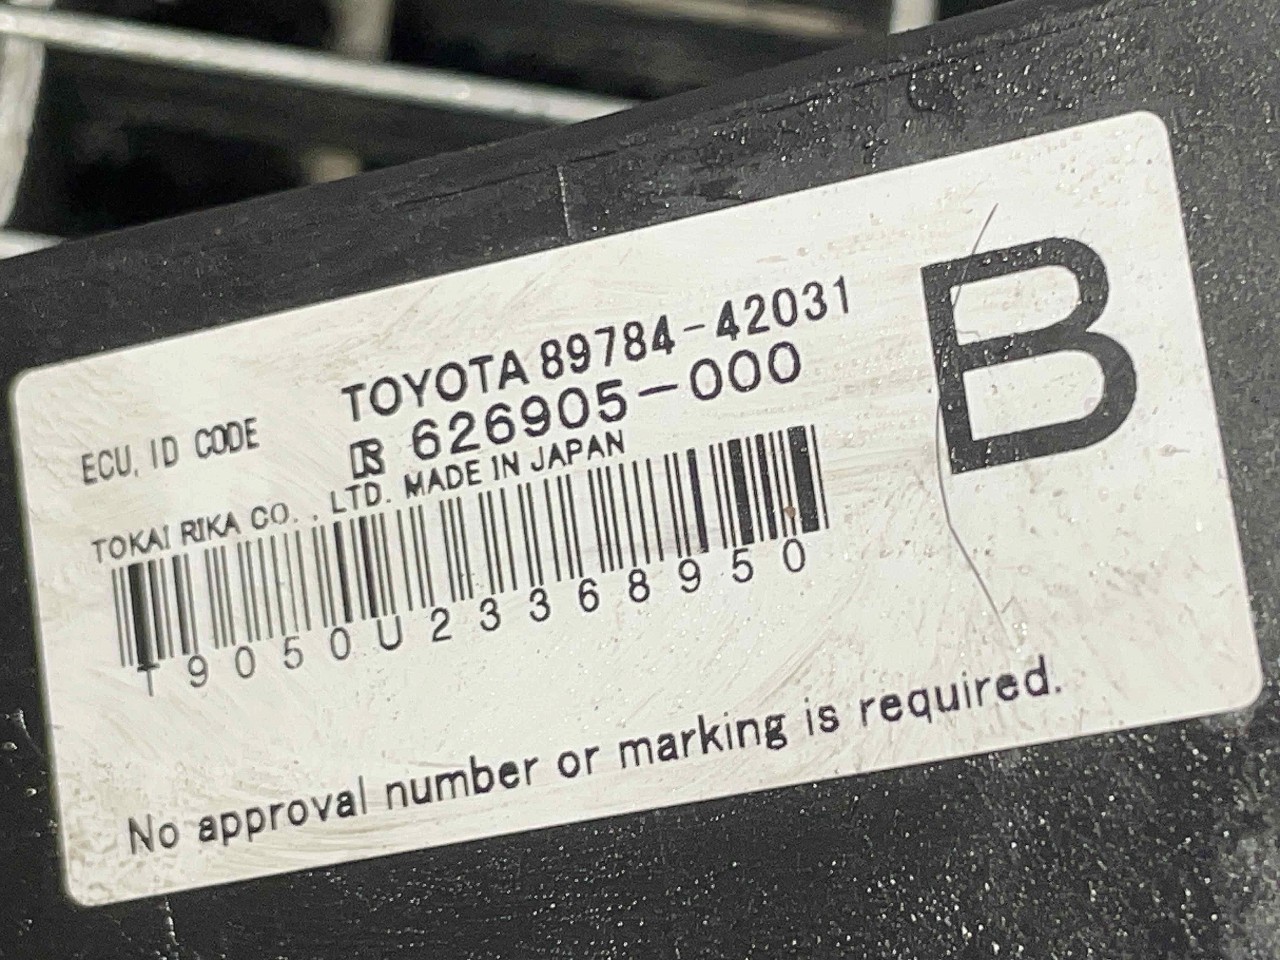 TOYOTA 89784-42031
ECU, ID CODE
626905-000
TOKAI RIKA CO., LTD. MADE IN JAPAN
T9050U23368950
B
No approval number or marking is required.